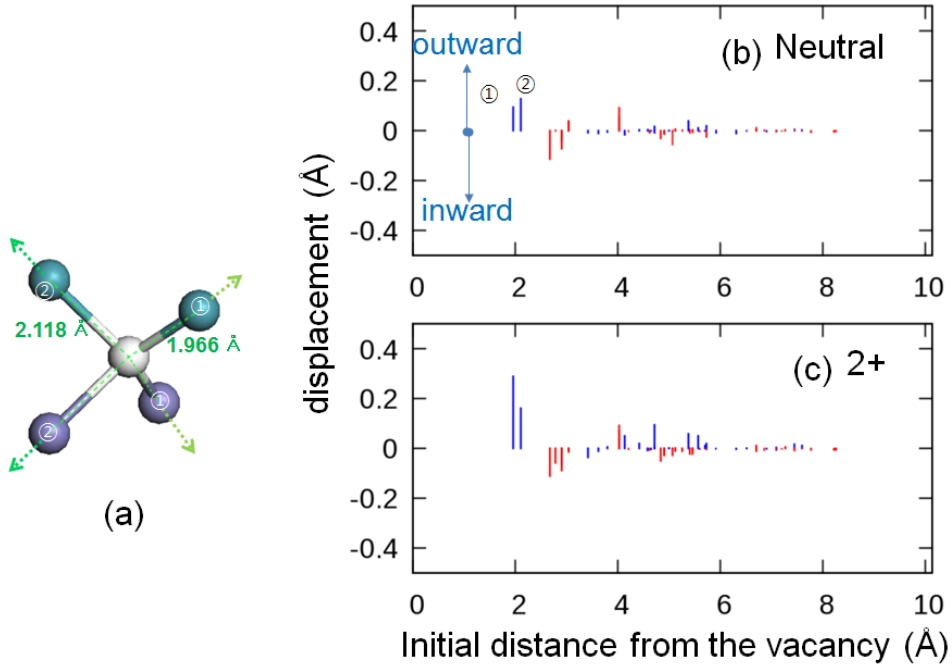 ②
①
2.118 Å
1.966 Å
①
②
(a)
displacement (Å)
0.4
0.2
0
-0.2
-0.4
outward
①
②
inward
(b) Neutral
0 2 4 6 8 10
0.4
0.2
0
-0.2
-0.4
(c) 2+
0 2 4 6 8 10
Initial distance from the vacancy (Å)